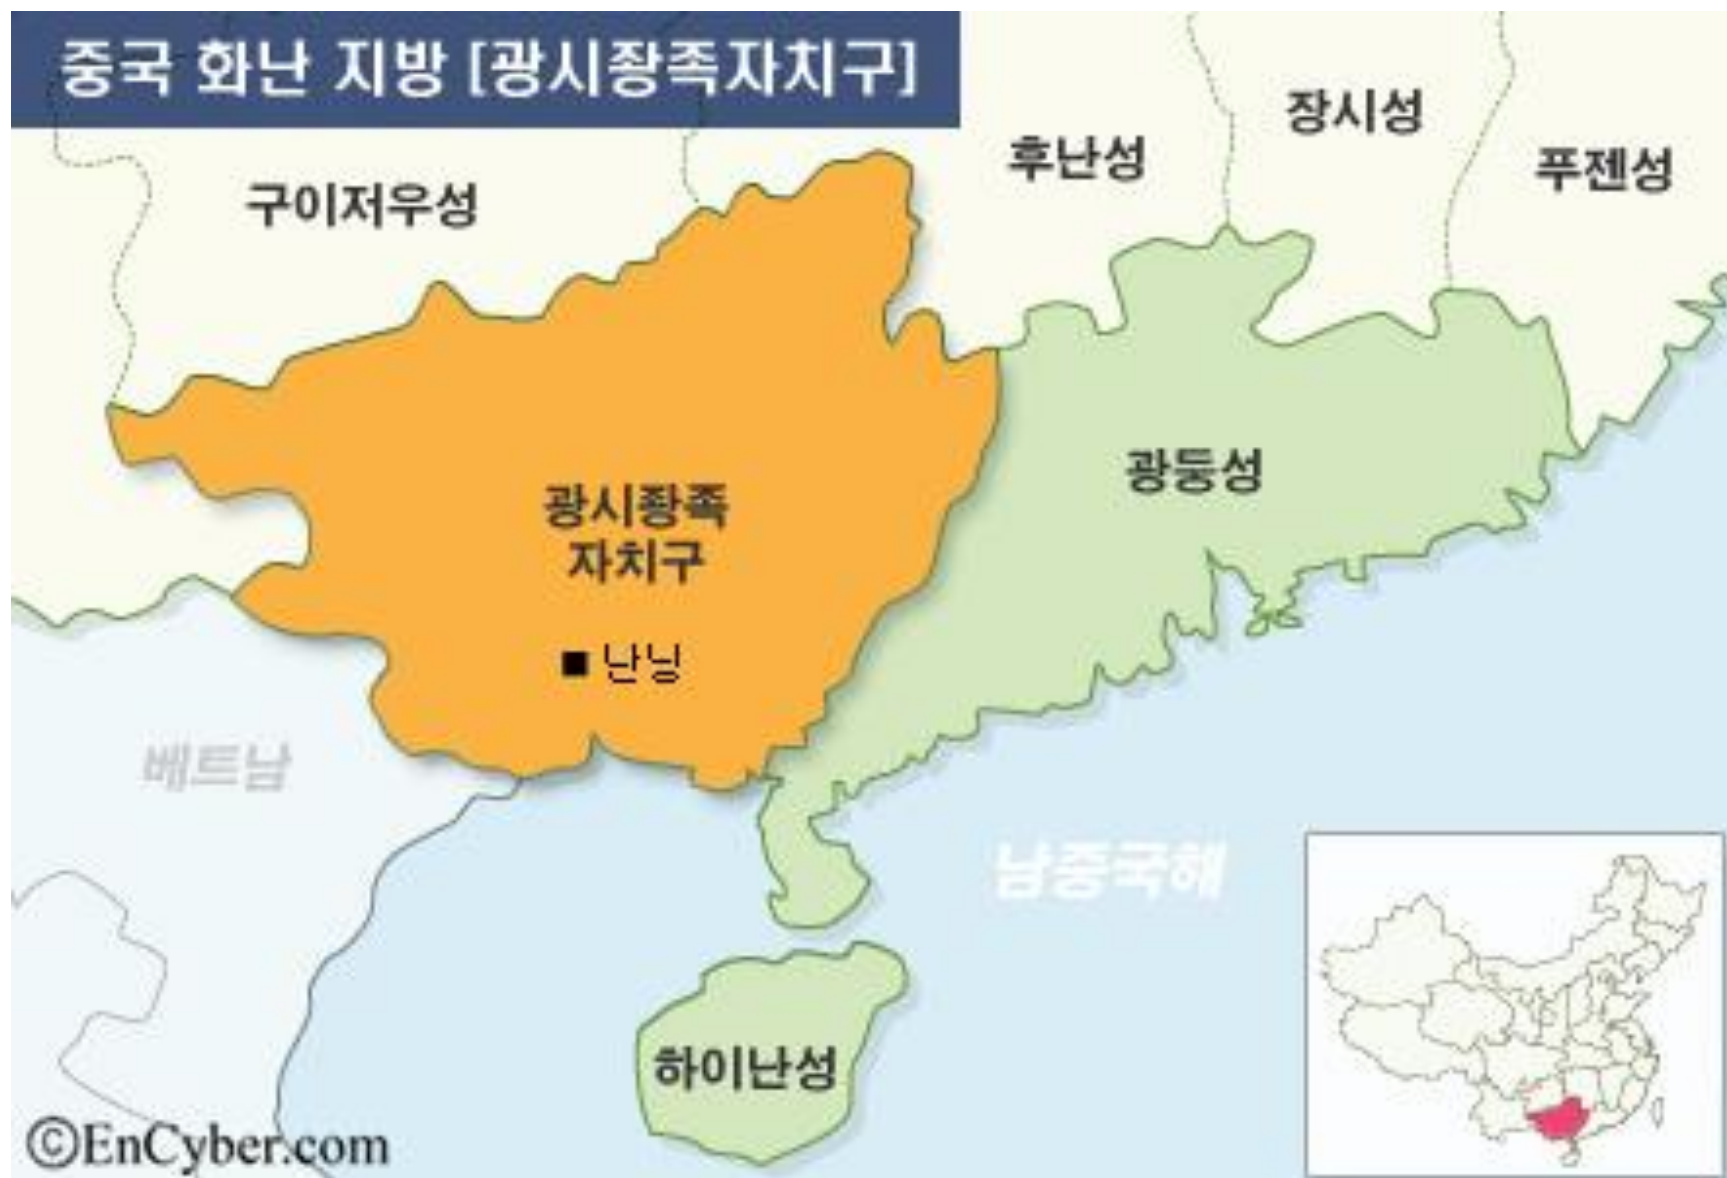 중국 화난 지방 [광시좡족자치구]
장시성
후난성
푸젠성
구이저우성
광둥성
광시좡족
자치구
■ 난닝
베트남
남중국해
하이난성
©EnCyber.com